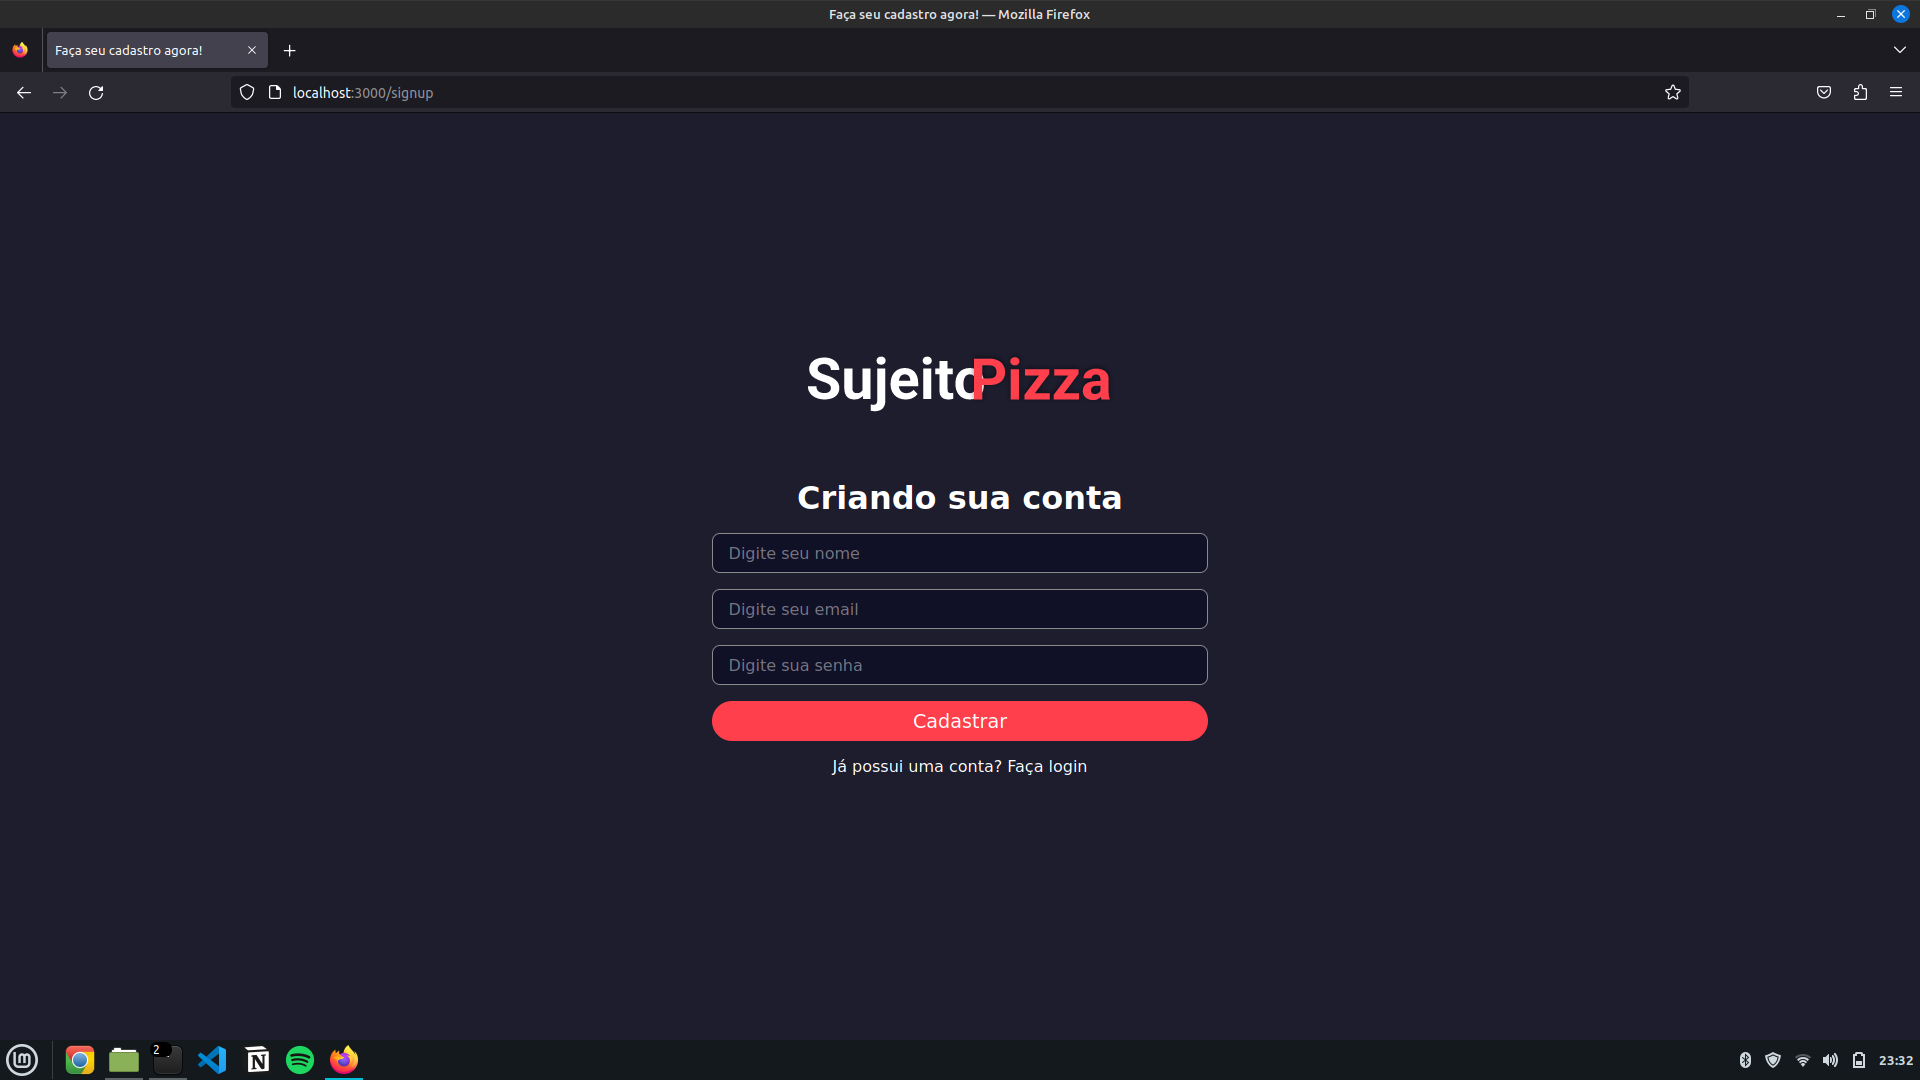 Faça seu cadastro agora! — Mozilla Firefox
Faça seu cadastro agora!
localhost:3000/signup
SujeitoPizza
Criando sua conta
Digite seu nome
Digite seu email
Digite sua senha
Cadastrar
Já possui uma conta? Faça login
2
23:32